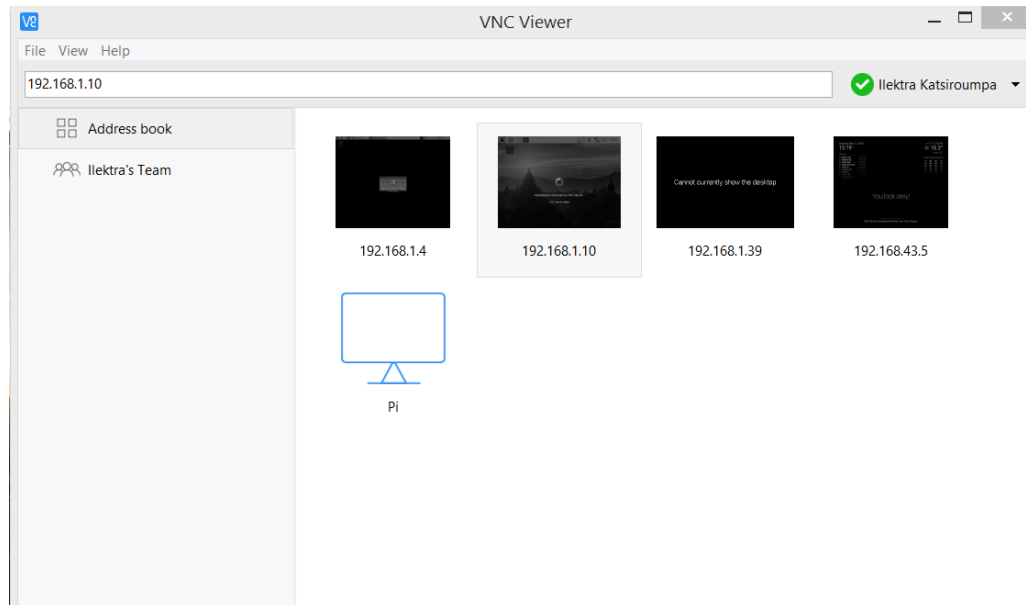 VNC Viewer
File View Help
192.168.1.10
Ilektra Katsiroumpa
Address book
Ilektra's Team
Cannot currently show the desktop
You look sexy!
192.168.1.4
192.168.1.10
192.168.1.39
192.168.43.5
Pi